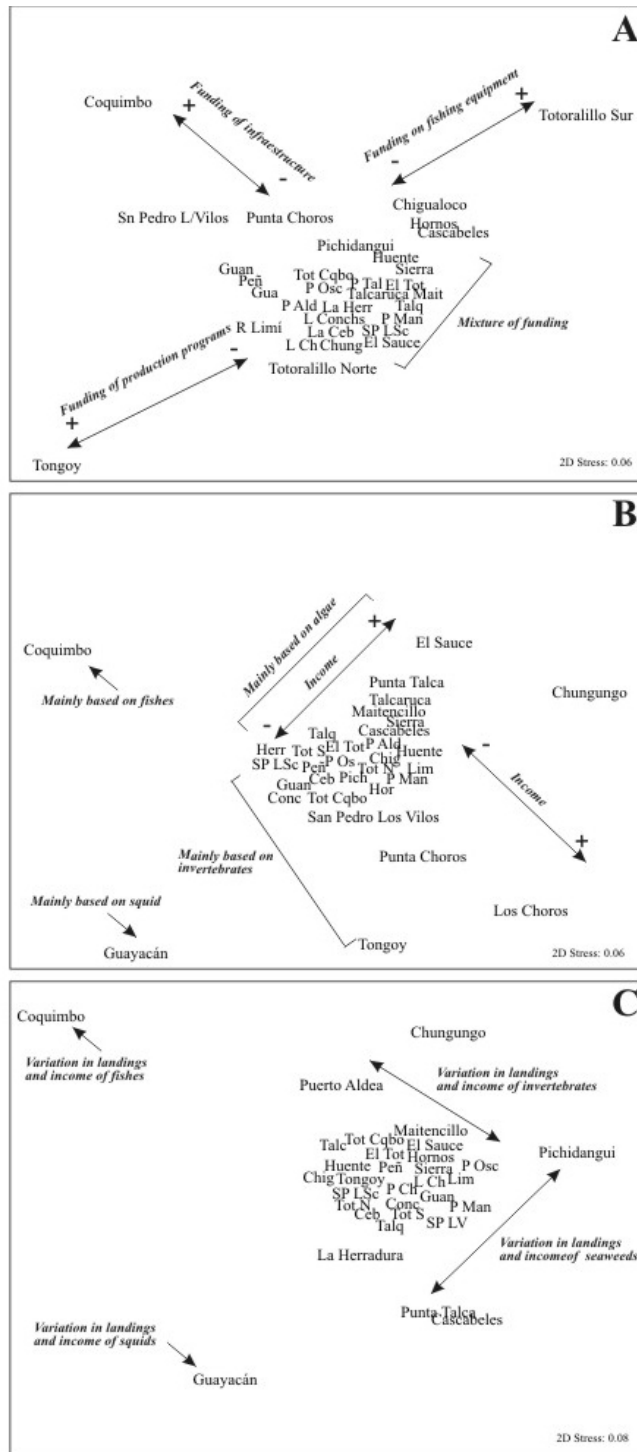 A
Coquimbo
+
Funding of infraestructure
-
Funding on fishing equipment
+
-
Totoralillo Sur
Sn Pedro L/Vilos
Punta Choros
Chigualoco
Hornos
Cascabeles
Pichidangui
Huente
Guan
Tot Cqbo
Sierra
Peñ
P Osc
P Tal
El Tot
Gua
Talcaruca
Mait
P Ald
La Herr
Talq
L Conchs
P Man
Mixture of funding
R Limí
La Ceb
SP LSc
L Ch
Chung
El Sauce
Totoralillo Norte
Funding of production programs
-
+
Tongoy
2D Stress: 0.06
B
Coquimbo
Mainly based on fishes
Mainly based on algae
Income
+
-
El Sauce
Punta Talca
Chungungo
Talcaruca
Maitencillo
Sierra
Cascabeles
Talq
Herr
Tot S
El Tot
P Ald
Huente
SP LSc
Peñ
P Os
Chig
Tot N
Lim
Guan
Ceb
Pich
P Man
Conc
Tot Cqbo
Hor
San Pedro Los Vilos
-
Income
+
Mainly based on
invertebrates
Punta Choros
Mainly based on squid
Los Choros
Guayacán
Tongoy
2D Stress: 0.06
C
Coquimbo
Variation in landings
and income of fishes
Chungungo
Puerto Aldea
Variation in landings
and income of invertebrates
Maitencillo
Talc
Tot Cqbo
El Sauce
Pichidangui
El Tot
Hornos
Huente
Peñ
Sierra
P Osc
Chig
Tongoy
L Ch
Lim
SP LSc
P Ch
Guan
Tot N
Conc
P Man
Ceb
Tot S
SP LV
Talq
La Herradura
Variation in landings
and incomeof seaweeds
Punta Talca
Cascabeles
Variation in landings
and income of squids
Guayacán
2D Stress: 0.08